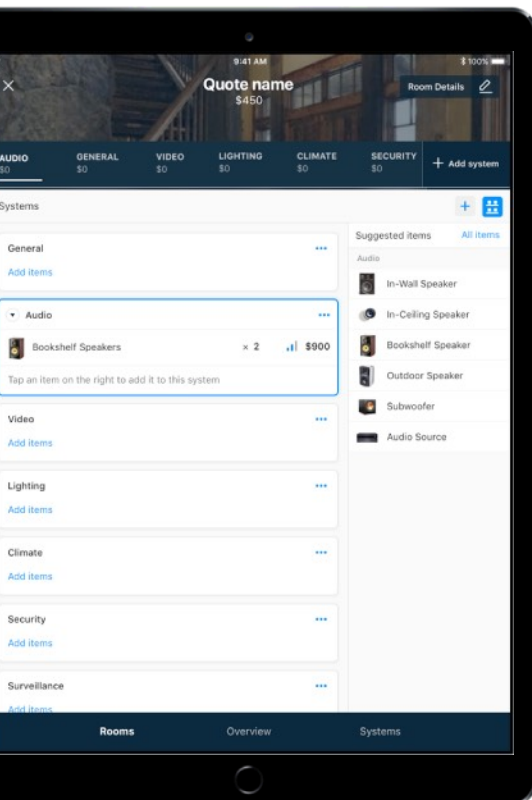 9:41 AM
100%
Quote name
$450
Room Details
AUDIO
$0
GENERAL
$0
VIDEO
$0
LIGHTING
$0
CLIMATE
$0
SECURITY
$0
+ Add system
Systems
General
Add items
Audio
Bookshelf Speakers × 2 $900
Tap an item on the right to add it to this system
Video
Add items
Lighting
Add items
Climate
Add items
Security
Add items
Surveillance
Add items
Suggested items All items
Audio
In-Wall Speaker
In-Ceiling Speaker
Bookshelf Speaker
Outdoor Speaker
Subwoofer
Audio Source
Rooms Overview Systems